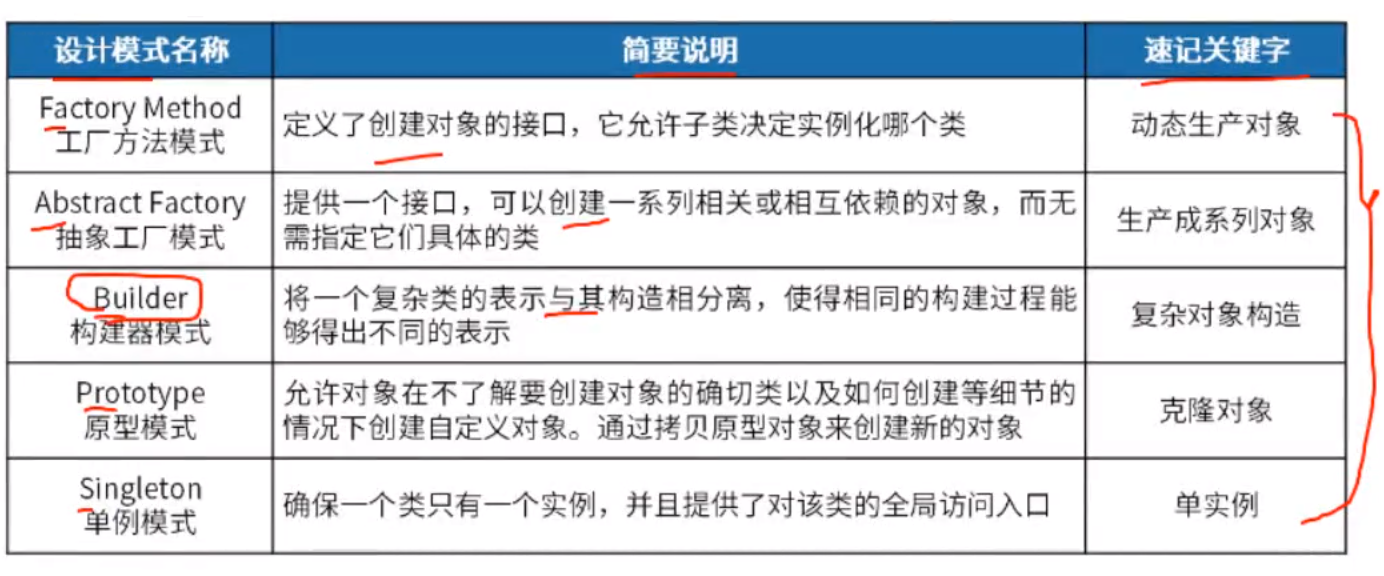 设计模式名称
简要说明
速记关键字
Factory Method
工厂方法模式
定义了创建对象的接口，它允许子类决定实例化哪个类
动态生产对象
Abstract Factory
抽象工厂模式
提供一个接口，可以创建一系列相关或相互依赖的对象，而无
需指定它们具体的类
生产成系列对象
Builder
构建器模式
将一个复杂类的表示与其构造相分离，使得相同的构建过程能
够得出不同的表示
复杂对象构造
Prototype
原型模式
允许对象在不了解要创建对象的确切类以及如何创建等细节的
情况下创建自定义对象。通过拷贝原型对象来创建新的对象
克隆对象
Singleton
单例模式
确保一个类只有一个实例，并且提供了对该类的全局访问入口
单实例